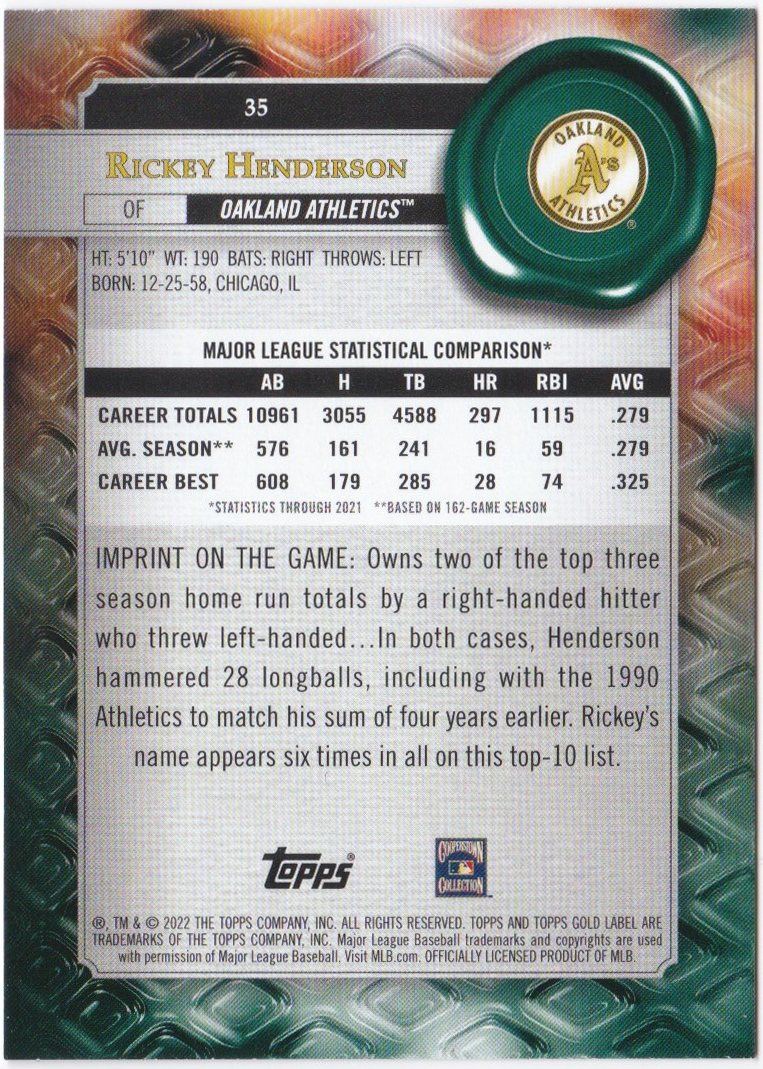 35
OAKLAND
A's
ATHLETICS
®
RICKEY HENDERSON
OF OAKLAND ATHLETICS™
HT: 5'10" WT: 190 BATS: RIGHT THROWS: LEFT
BORN: 12-25-58, CHICAGO, IL
MAJOR LEAGUE STATISTICAL COMPARISON*
AB H TB HR RBI AVG
CAREER TOTALS 10961 3055 4588 297 1115 .279
AVG. SEASON** 576 161 241 16 59 .279
CAREER BEST 608 179 285 28 74 .325
*STATISTICS THROUGH 2021 **BASED ON 162-GAME SEASON
IMPRINT ON THE GAME: Owns two of the top three
season home run totals by a right-handed hitter
who threw left-handed...In both cases, Henderson
hammered 28 longballs, including with the 1990
Athletics to match his sum of four years earlier. Rickey's
name appears six times in all on this top-10 list.
topps®
COOPERSTOWN
COLLECTION™
®, TM & © 2022 THE TOPPS COMPANY, INC. ALL RIGHTS RESERVED. TOPPS AND TOPPS GOLD LABEL ARE
TRADEMARKS OF THE TOPPS COMPANY, INC. Major League Baseball trademarks and copyrights are used
with permission of Major League Baseball. Visit MLB.com. OFFICIALLY LICENSED PRODUCT OF MLB.